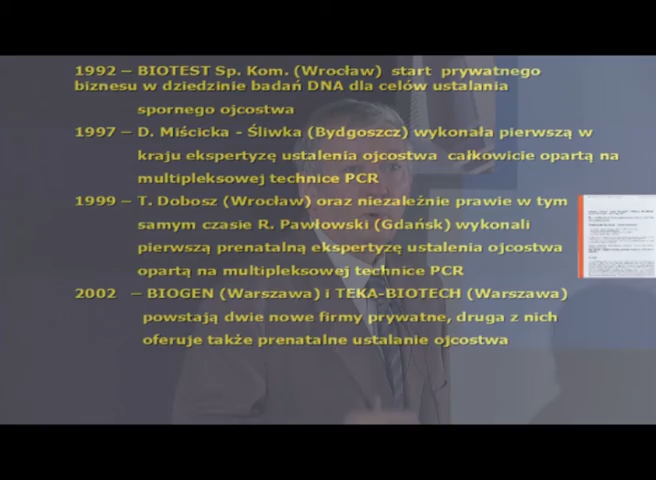 1992 – BIOTEST Sp. Kom. (Wrocław) start prywatnego
biznesu w dziedzinie badań DNA dla celów ustalania
spornego ojcostwa
1997 – D. Miścicka - Śliwka (Bydgoszcz) wykonała pierwszą w
kraju ekspertyzę ustalenia ojcostwa całkowicie opartą na
multipleksowej technice PCR
1999 – T. Dobosz (Wrocław) oraz niezależnie prawie w tym
samym czasie R. Pawłowski (Gdańsk) wykonali
pierwszą prenatalną ekspertyzę ustalenia ojcostwa
opartą na multipleksowej technice PCR
2002 – BIOGEN (Warszawa) i TEKA-BIOTECH (Warszawa)
powstają dwie nowe firmy prywatne, druga z nich
oferuje także prenatalne ustalanie ojcostwa